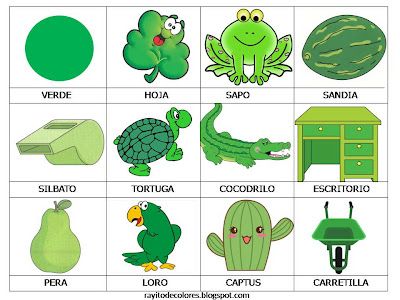 VERDE HOJA SAPO SANDIA
SILBATO TORTUGA COCODRILO ESCRITORIO
PERA LORO CAPTUS CARRETILLA
rayitodecolores.blogspot.com